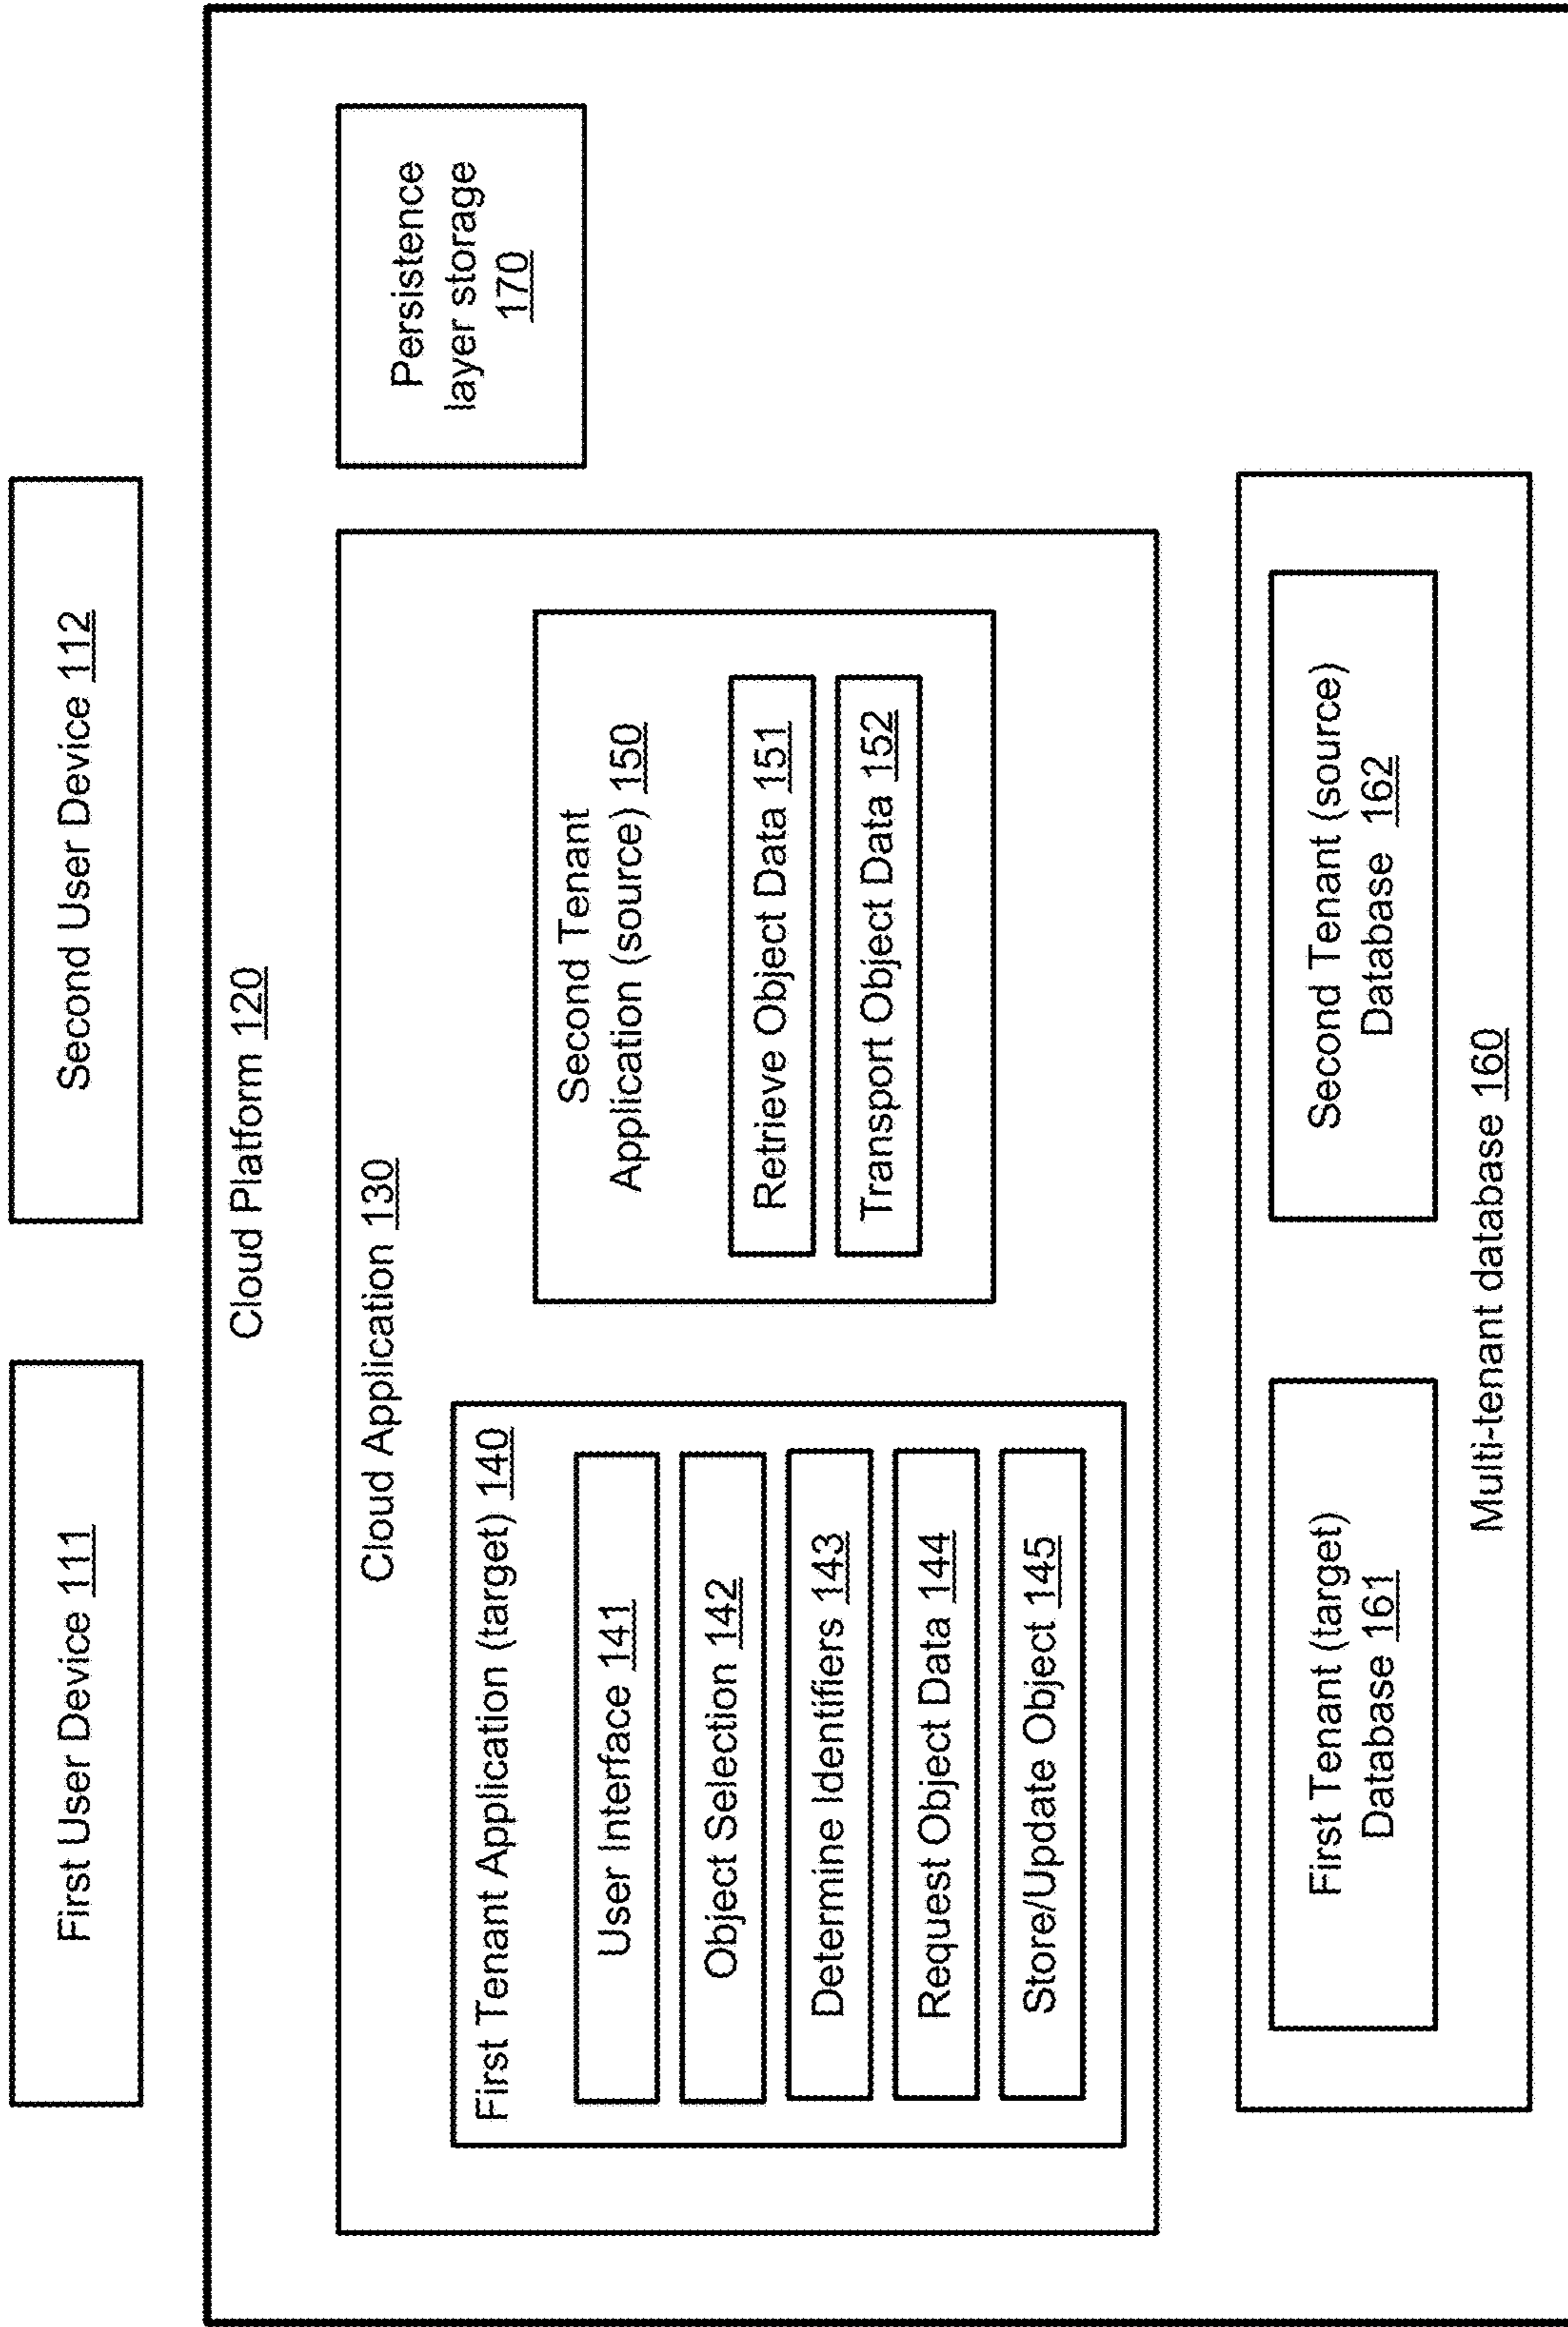 First User Device 111
Second User Device 112
Cloud Platform 120
Cloud Application 130
First Tenant Application (target) 140
User Interface 141
Object Selection 142
Determine Identifiers 143
Request Object Data 144
Store/Update Object 145
Second Tenant
Application (source) 150
Retrieve Object Data 151
Transport Object Data 152
Persistence
layer storage
170
First Tenant (target)
Database 161
Second Tenant (source)
Database 162
Multi-tenant database 160